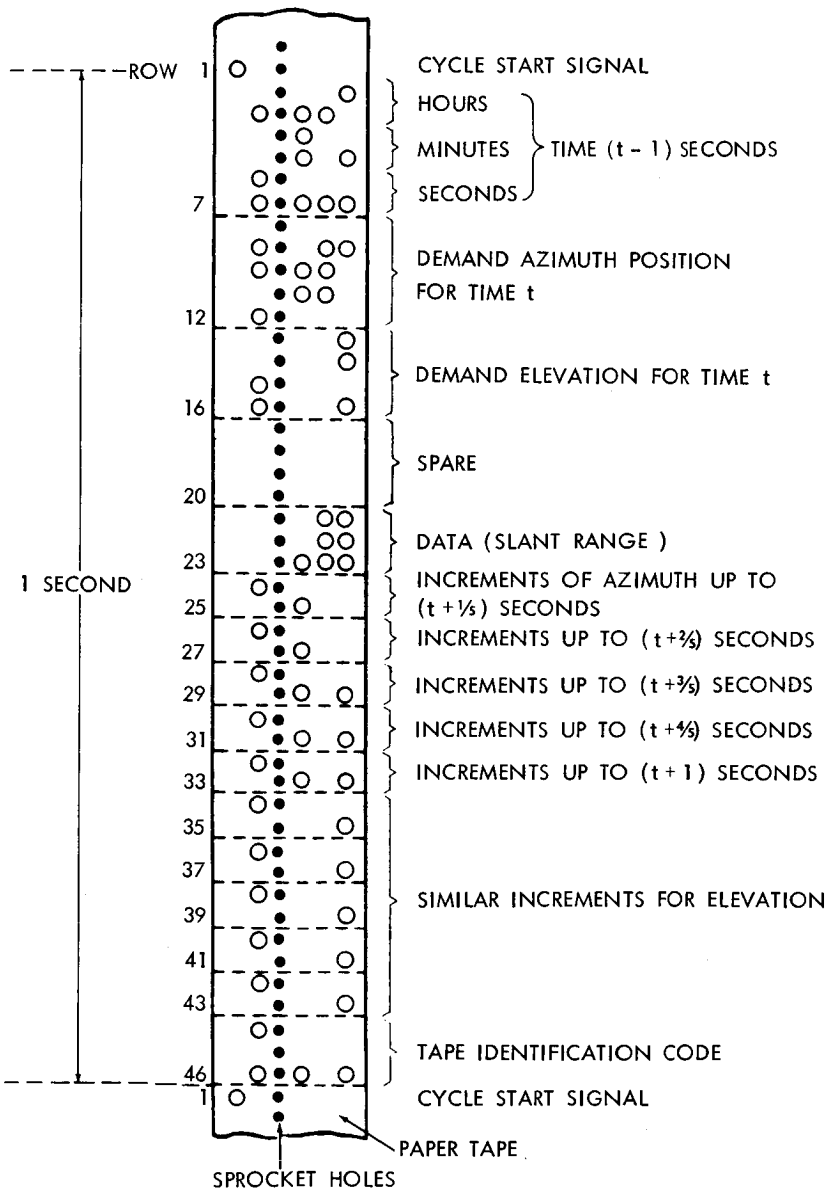 ROW 1 CYCLE START SIGNAL
HOURS
MINUTES TIME (t – 1) SECONDS
SECONDS
7
DEMAND AZIMUTH POSITION
FOR TIME t
12
DEMAND ELEVATION FOR TIME t
16
SPARE
20
DATA (SLANT RANGE )
23
1 SECOND
INCREMENTS OF AZIMUTH UP TO
(t + 1/5) SECONDS
25
INCREMENTS UP TO (t + 2/5) SECONDS
27
INCREMENTS UP TO (t + 3/5) SECONDS
29
INCREMENTS UP TO (t + 4/5) SECONDS
31
INCREMENTS UP TO (t + 1) SECONDS
33
35
37
SIMILAR INCREMENTS FOR ELEVATION
39
41
43
TAPE IDENTIFICATION CODE
46
1 CYCLE START SIGNAL
PAPER TAPE
SPROCKET HOLES